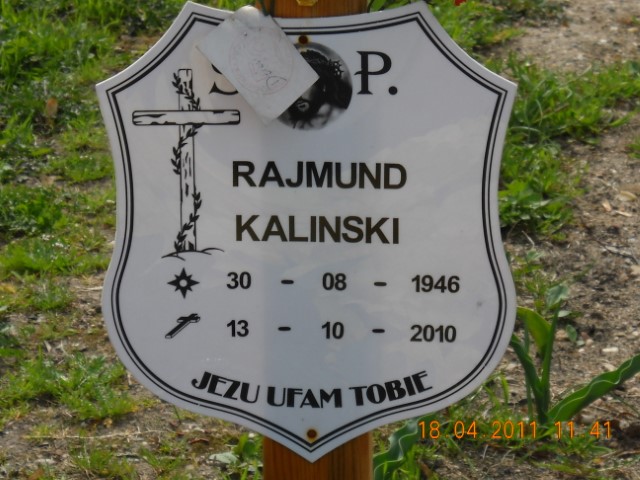 S. P.
RAJMUND
KALINSKI
30 - 08 - 1946
13 - 10 - 2010
JEZU UFAM TOBIE
18.04.2011 11:41